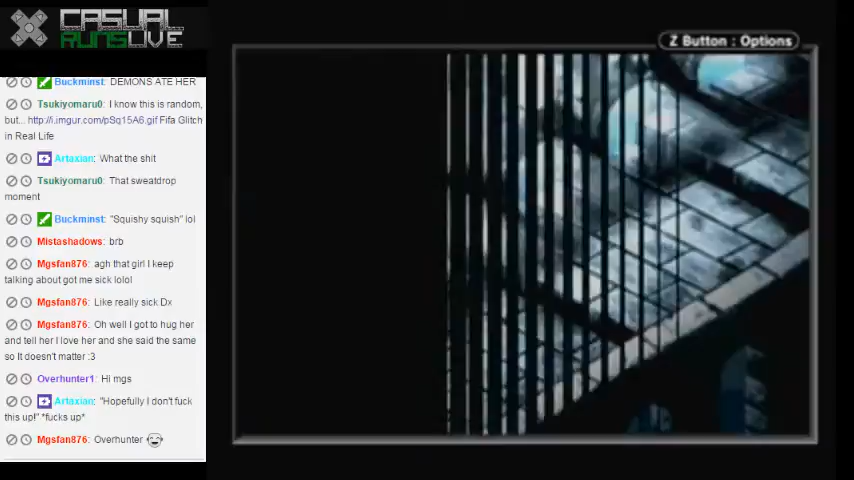 CASUAL
RUNSLIVE
Z Button : Options
Buckminst: DEMONS ATE HER
Tsukiyomaru0: I know this is random,
but... http://i.imgur.com/pSq15A6.gif Fifa Glitch
in Real Life
Artaxian: What the shit
Tsukiyomaru0: That sweatdrop
moment
Buckminst: "Squishy squish" lol
Mistashadows: brb
Mgsfan876: agh that girl I keep
talking about got me sick lolol
Mgsfan876: Like really sick Dx
Mgsfan876: Oh well I got to hug her
and tell her I love her and she said the same
so It doesn't matter :3
Overhunter1: Hi mgs
Artaxian: "Hopefully I don't fuck
this up!" *fucks up*
Mgsfan876: Overhunter